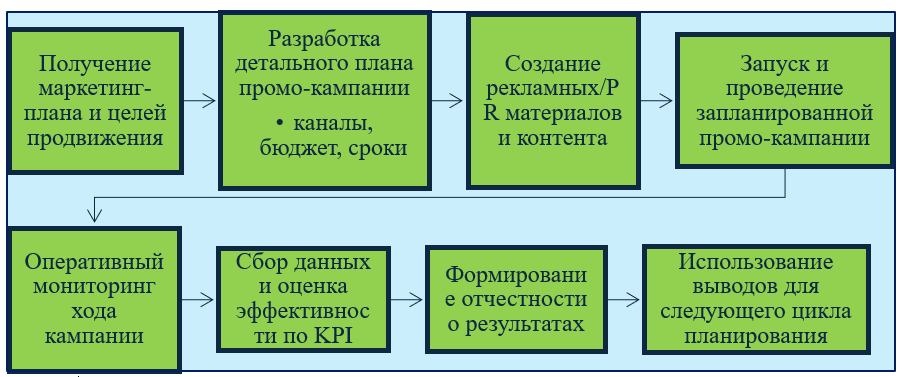 Получение
маркетинг-
плана и целей
продвижения
Разработка
детального плана
промо-кампании
• каналы,
бюджет, сроки
Создание
рекламных/P
R материалов
и контента
Запуск и
проведение
запланированной
промо-кампании
Оперативный
мониторинг
хода
кампании
Сбор данных
и оценка
эффективнос
ти по KPI
Формировани
е отчестности
о результатах
Использование
выводов для
следующего цикла
планирования